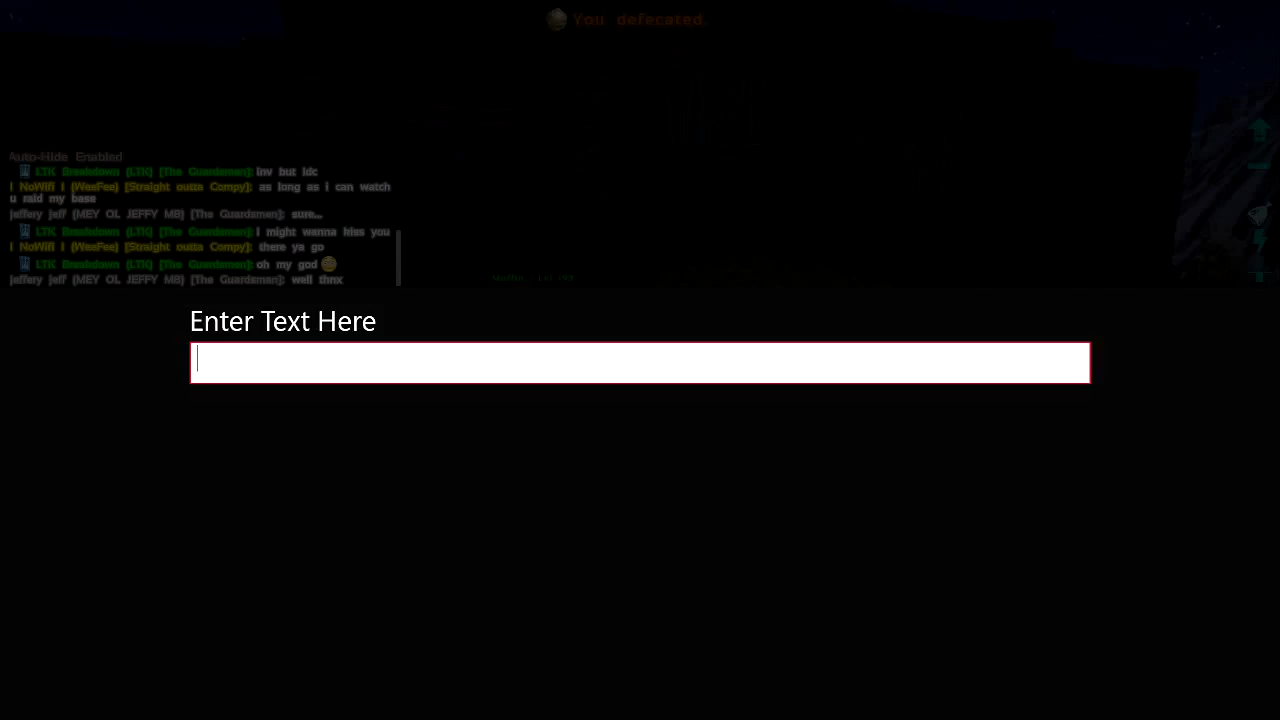 You defecated.
Auto-Hide Enabled
LTK Breakdown (LTK) [The Guardsmen]: inv but idc
I NoWifi I (WeeFee) [Straight outta Compy]: as long as i can watch
u raid my base
jeffery jeff (MEY OL JEFFY M8) [The Guardsmen]: sure...
LTK Breakdown (LTK) [The Guardsmen]: I might wanna hiss you
I NoWifi I (WeeFee) [Straight outta Compy]: there ya go
LTK Breakdown (LTK) [The Guardsmen]: oh my god
jeffery jeff (MEY OL JEFFY M8) [The Guardsmen]: well thnx
Enter Text Here